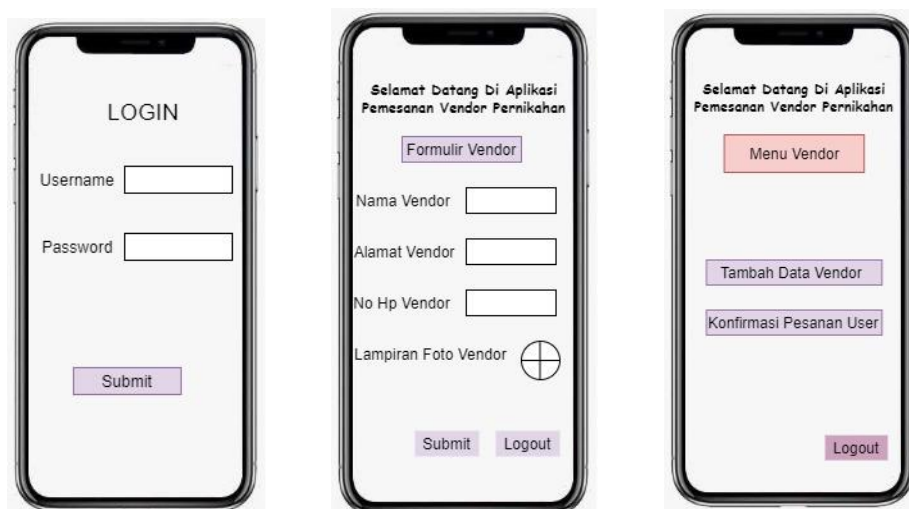 LOGIN
Username
Password
Submit
Selamat Datang Di Aplikasi
Pemesanan Vendor Pernikahan
Formulir Vendor
Nama Vendor
Alamat Vendor
No Hp Vendor
Lampiran Foto Vendor
Submit Logout
Selamat Datang Di Aplikasi
Pemesanan Vendor Pernikahan
Menu Vendor
Tambah Data Vendor
Konfirmasi Pesanan User
Logout